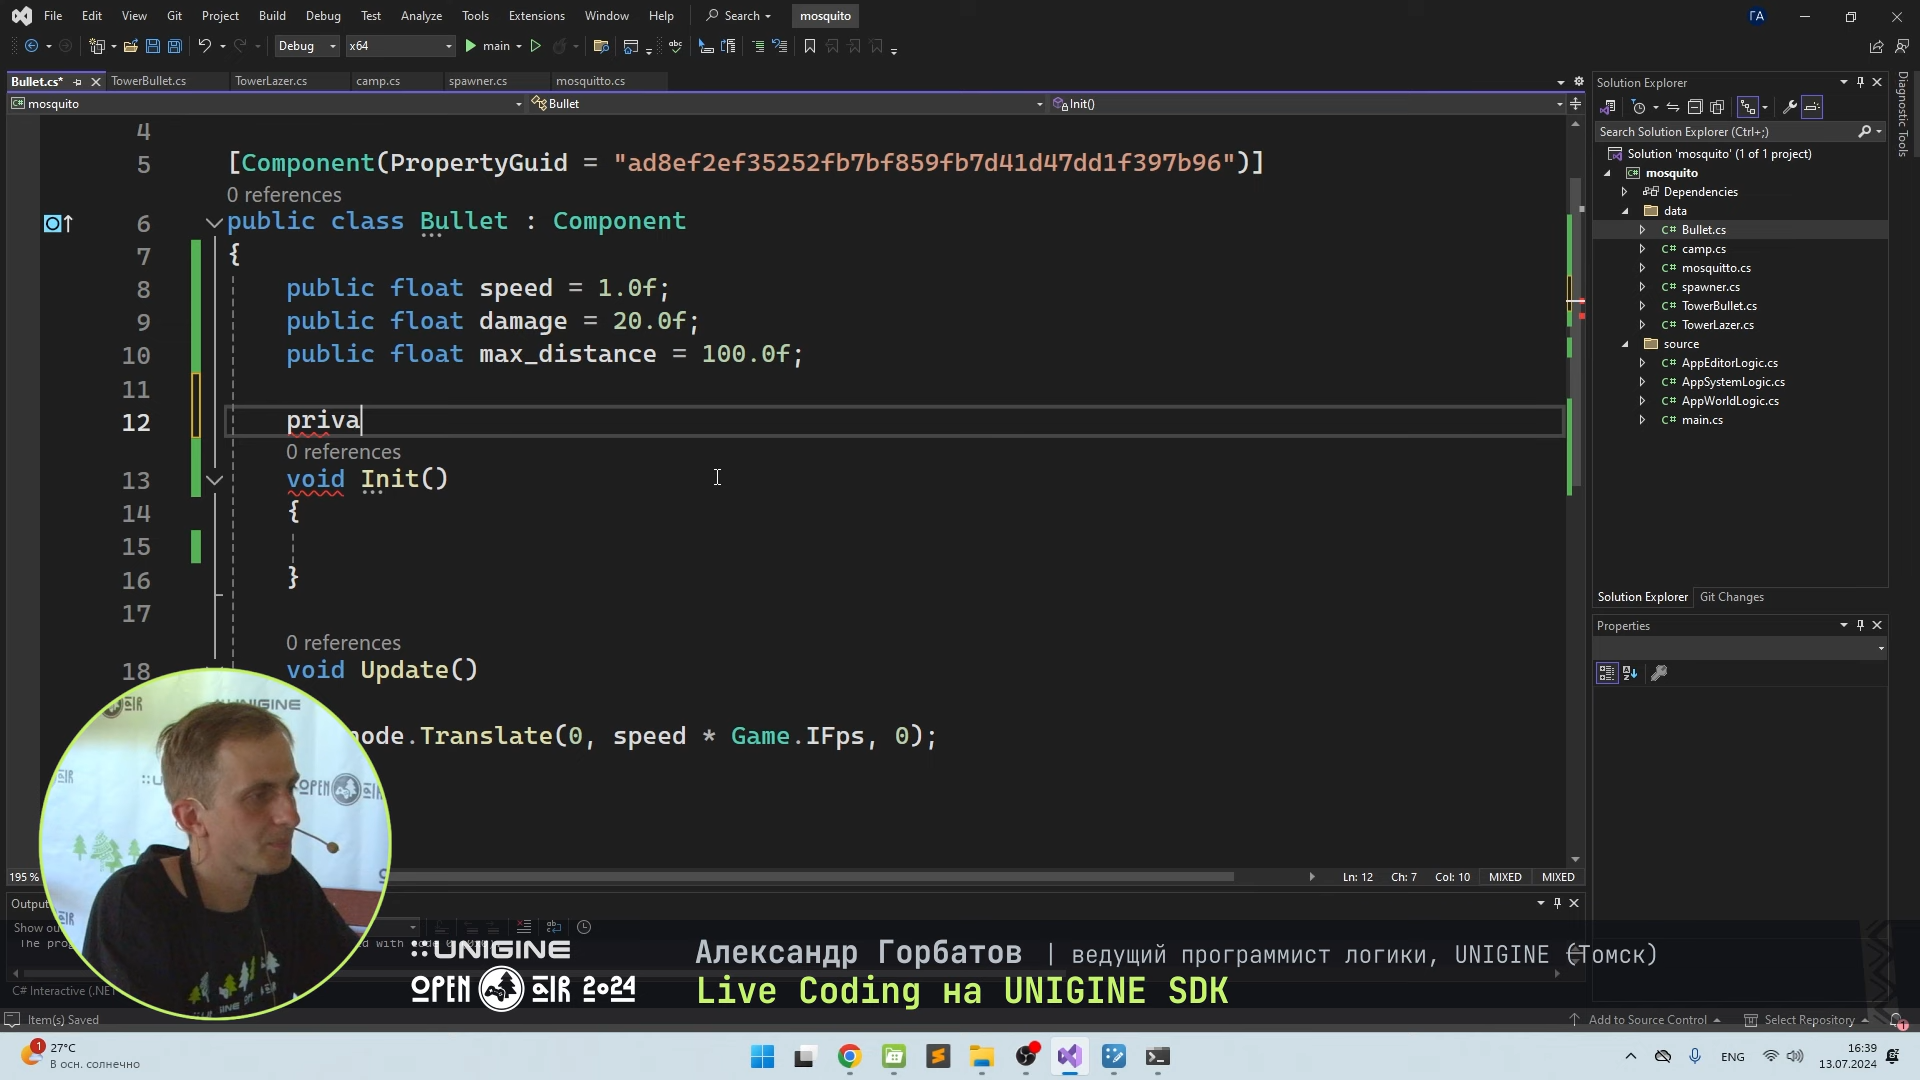 File Edit View Git Project Build Debug Test Analyze Tools Extensions Window Help Search mosquito ГА
Debug x64 main
Bullet.cs* TowerBullet.cs TowerLazer.cs camp.cs spawner.cs mosquitto.cs
mosquito Bullet Init()
4
5 [Component(PropertyGuid = "ad8ef2ef35252fb7bf859fb7d41d47dd1f397b96")]
0 references
6 public class Bullet : Component
7 {
8 public float speed = 1.0f;
9 public float damage = 20.0f;
10 public float max_distance = 100.0f;
11
12 priva
0 references
13 void Init()
14 {
15
16 }
17
0 references
18 void Update()
node.Translate(0, speed * Game.IFps, 0);
195 % Ln: 12 Ch: 7 Col: 10 MIXED MIXED
Output
Show ou
The prog
C# Interactive (.NET
Item(s) Saved Add to Source Control Select Repository
Solution Explorer
Search Solution Explorer (Ctrl+;)
Solution 'mosquito' (1 of 1 project)
mosquito
Dependencies
data
C# Bullet.cs
C# camp.cs
C# mosquitto.cs
C# spawner.cs
C# TowerBullet.cs
C# TowerLazer.cs
source
C# AppEditorLogic.cs
C# AppSystemLogic.cs
C# AppWorldLogic.cs
C# main.cs
Solution Explorer Git Changes
Properties
Diagnostic Tools
::UNIGINE
OPEN AIR 2024
Александр Горбатов | ведущий программист логики, UNIGINE (Томск)
Live Coding на UNIGINE SDK
27°C
В осн. солнечно
ENG
16:39
13.07.2024